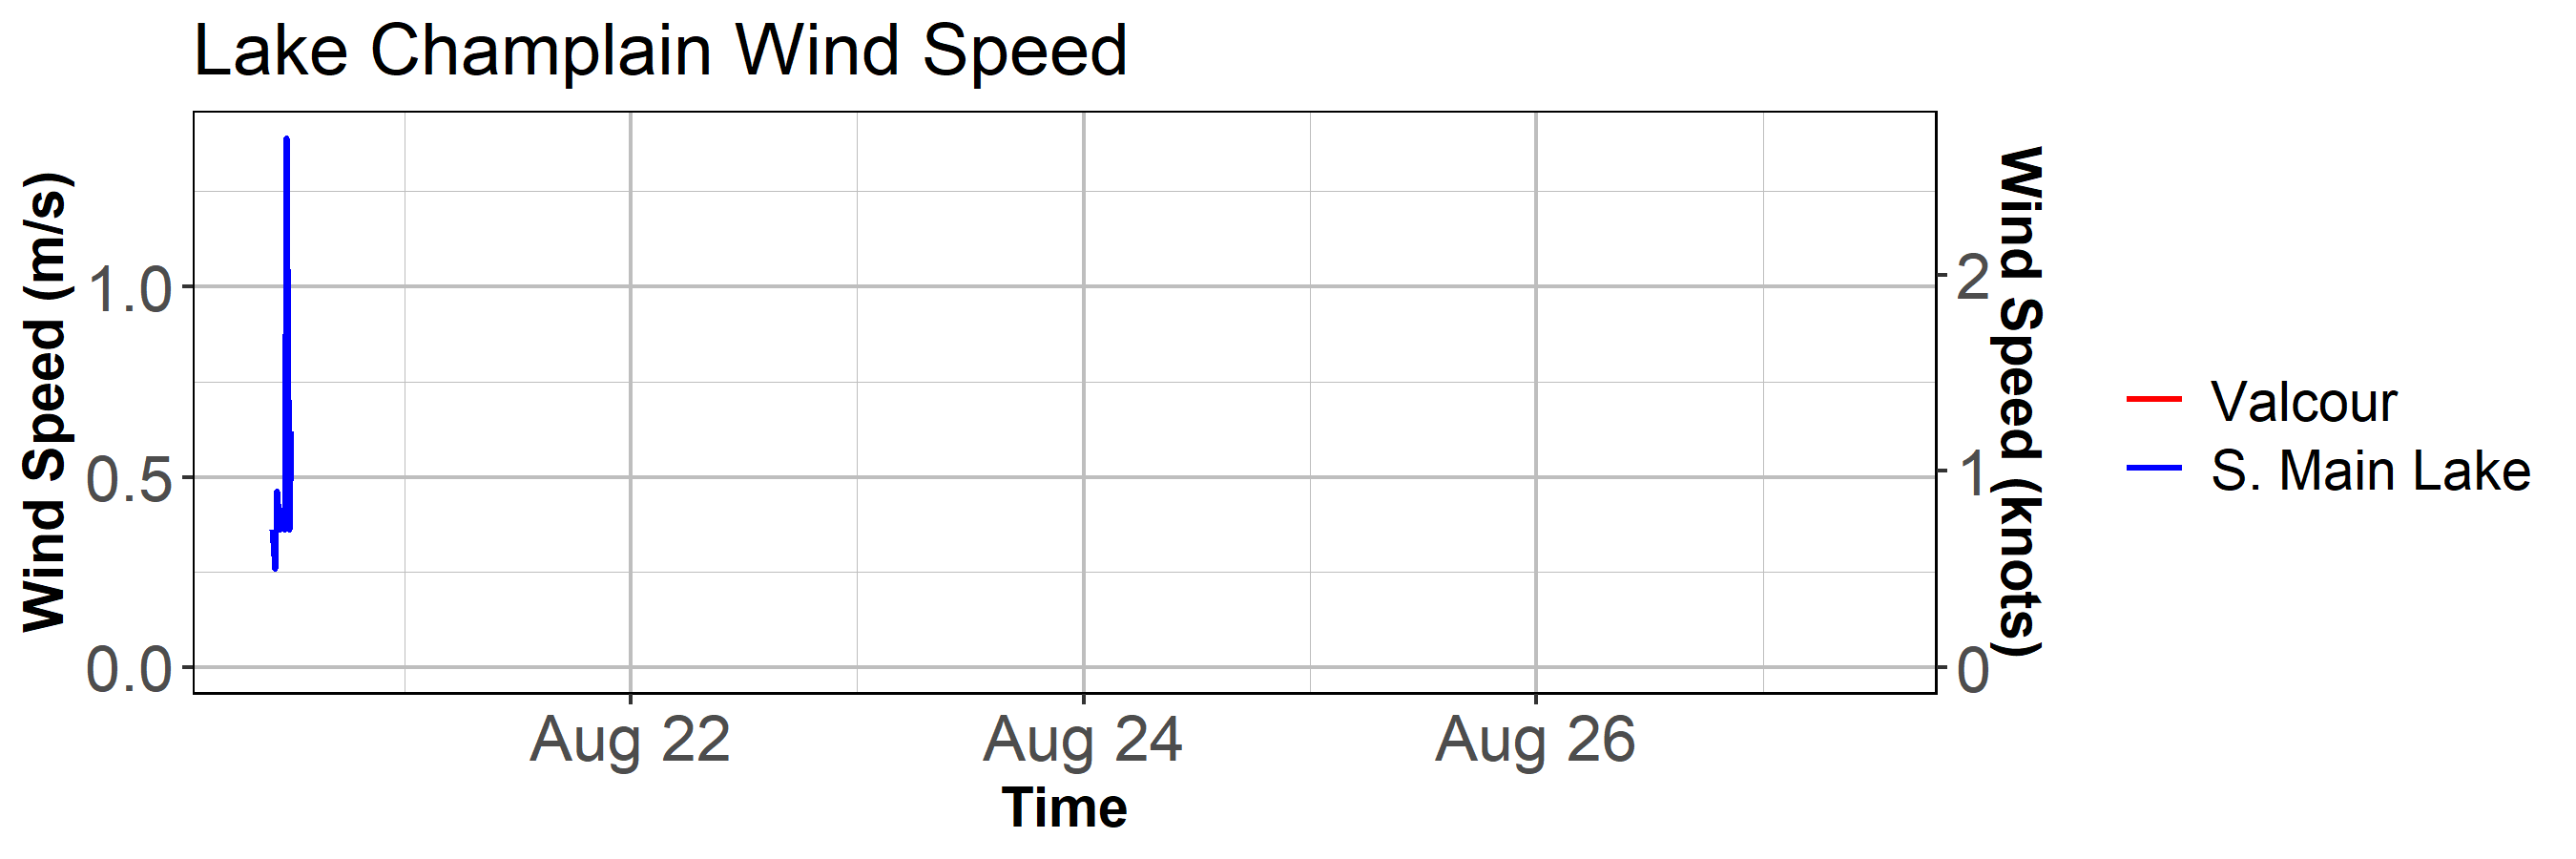 Lake Champlain Wind Speed
Wind Speed (m/s)
1.0
0.5
0.0
2
1
0
Wind Speed (knots)
Aug 22
Aug 24
Aug 26
Time
Valcour
S. Main Lake